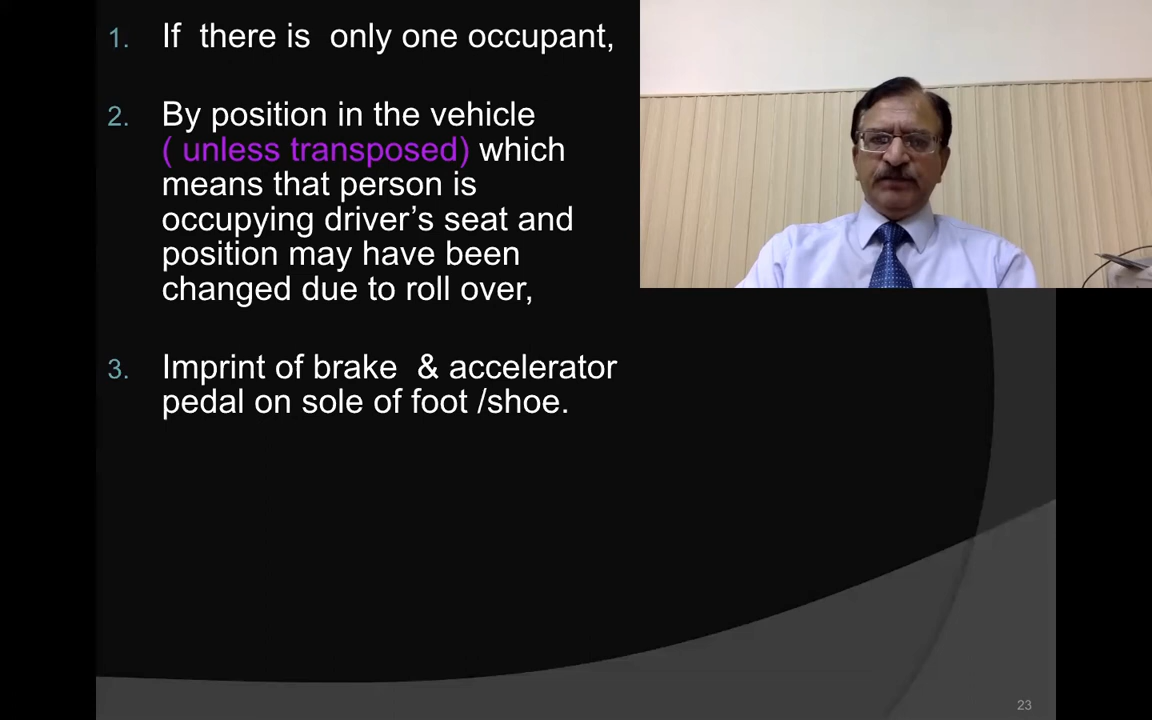 1. If there is only one occupant,
2. By position in the vehicle
( unless transposed) which
means that person is
occupying driver’s seat and
position may have been
changed due to roll over,
3. Imprint of brake & accelerator
pedal on sole of foot /shoe.
23